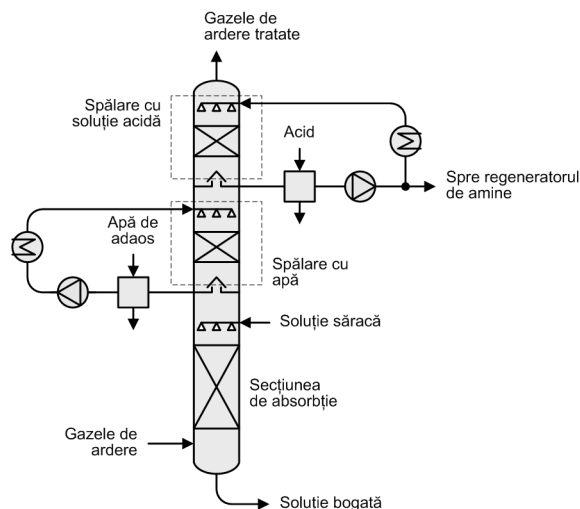 Gazele de
ardere tratate
Spălare cu
soluție acidă
Acid
Spre regeneratorul
de amine
Apă de
adaos
Spălare cu
apă
Soluție săracă
Secțiunea
de absorbție
Gazele de
ardere
Soluție bogată